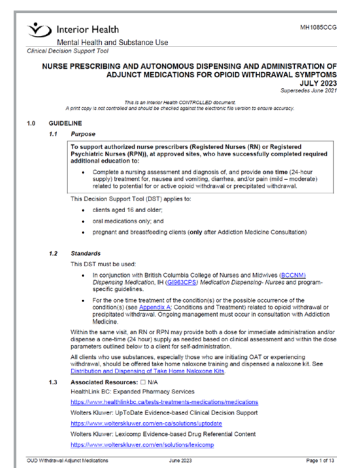 Interior Health
MH1085CCG
Mental Health and Substance Use
Clinical Decision Support Tool
NURSE PRESCRIBING AND AUTONOMOUS DISPENSING AND ADMINISTRATION OF
ADJUNCT MEDICATIONS FOR OPIOID WITHDRAWAL SYMPTOMS
JULY 2023
Supersedes June 2021
This is an Interior Health CONTROLLED document.
A print copy is not controlled and should be checked against the electronic file version to ensure accuracy.
1.0 GUIDELINE
1.1 Purpose
To support authorized nurse prescribers (Registered Nurses (RN) or Registered
Psychiatric Nurses (RPN)), at approved sites, who have successfully completed required
additional education to:
• Complete a nursing assessment and diagnosis of, and provide one time (24-hour
supply) treatment for, nausea and vomiting, diarrhea, and/or pain (mild – moderate)
related to potential for or active opioid withdrawal or precipitated withdrawal.
This Decision Support Tool (DST) applies to:
• clients aged 16 and older;
• oral medications only; and
• pregnant and breastfeeding clients (only after Addiction Medicine Consultation)
1.2 Standards
This DST must be used:
• In conjunction with British Columbia College of Nurses and Midwives (BCCNM)
Dispensing Medication, IH (GI963CPS) Medication Dispensing- Nurses and program-
specific guidelines.
• For the one time treatment of the condition(s) or the possible occurrence of the
condition(s) (see Appendix A: Conditions and Treatment) related to opioid withdrawal or
precipitated withdrawal. Ongoing management must occur in consultation with Addiction
Medicine.
Within the same visit, an RN or RPN may provide both a dose for immediate administration and/or
dispense a one-time (24 hour) supply as needed based on clinical assessment and within the dose
parameters outlined below to a client for self-administration.
All clients who use substances, especially those who are initiating OAT or experiencing
withdrawal, should be offered take home naloxone training and dispensed a naloxone kit. See
Distribution and Dispensing of Take Home Naloxone Kits.
1.3 Associated Resources: ☐ N/A
HealthLink BC: Expanded Pharmacy Services
https://www.healthlinkbc.ca/tests-treatments-medications/medications
Wolters Kluwer: UpToDate Evidence-based Clinical Decision Support
https://www.wolterskluwer.com/en-ca/solutions/uptodate
Wolters Kluwer: Lexicomp Evidence-based Drug Referential Content
https://www.wolterskluwer.com/en/solutions/lexicomp
OUD Withdrawal Adjunct Medications June 2023 Page 1 of 13